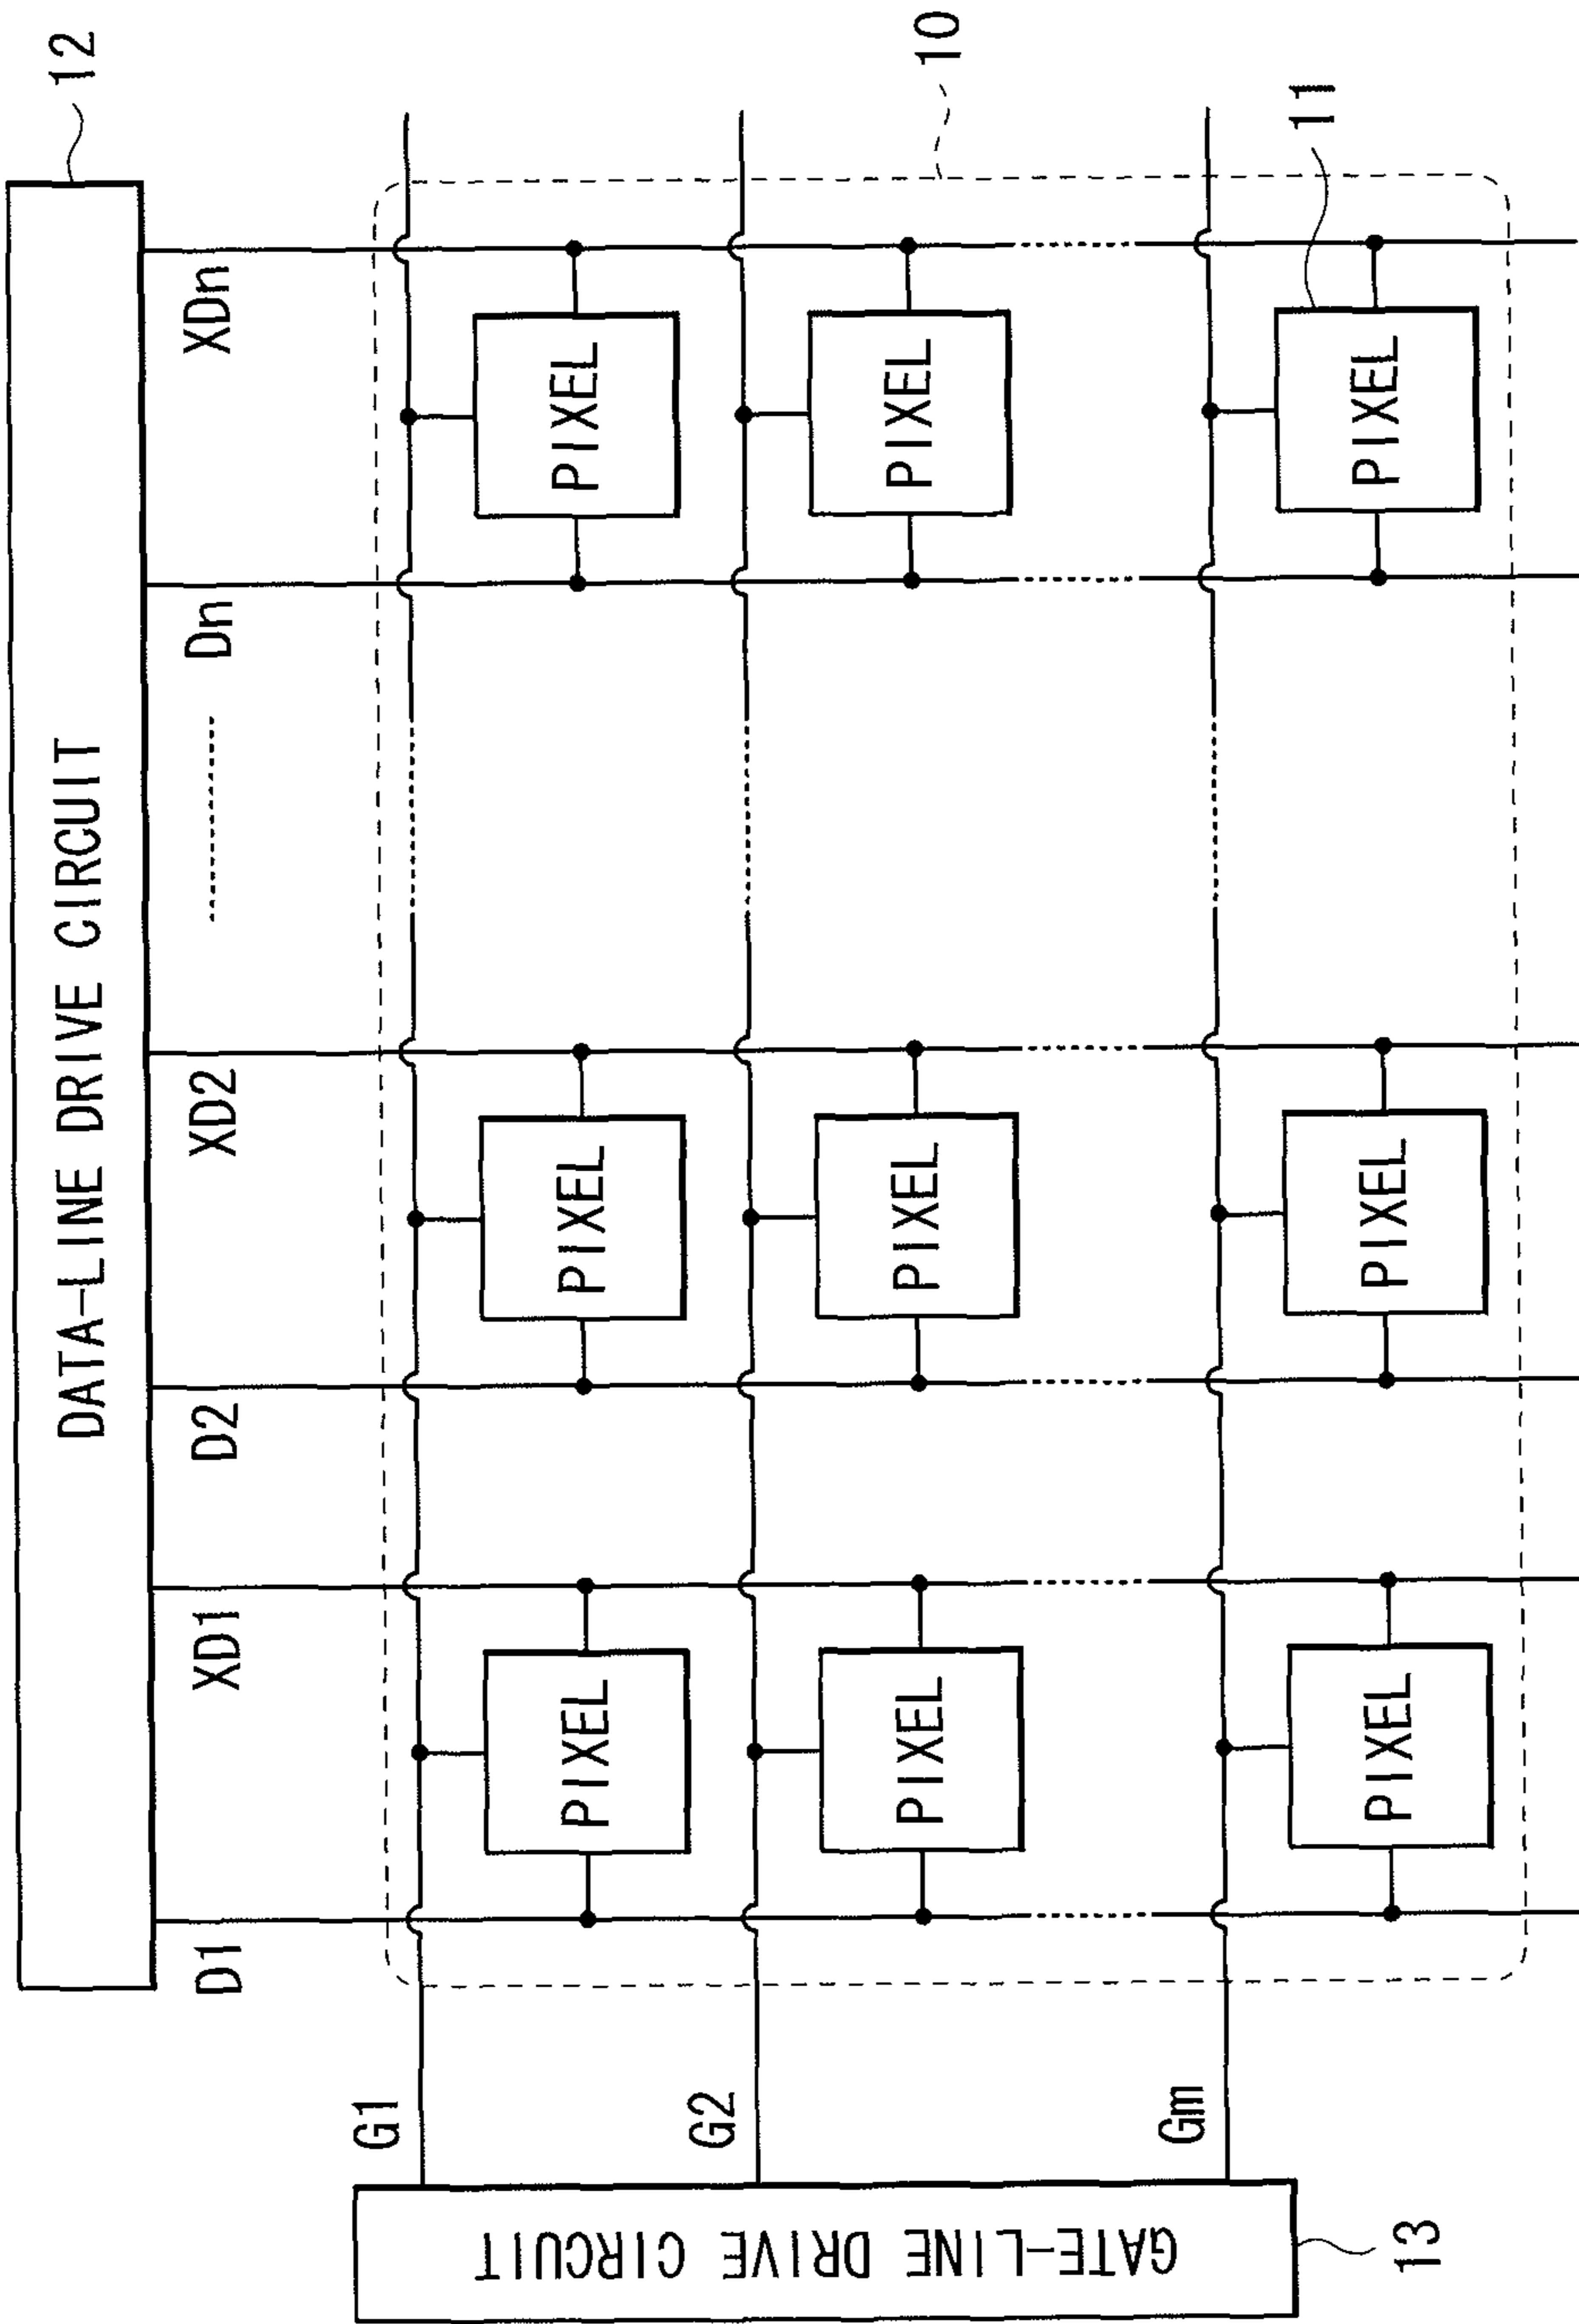 12
DATA-LINE DRIVE CIRCUIT
D1 XD1 D2 XD2 Dn XDn
10
G1
PIXEL PIXEL PIXEL
G2
PIXEL PIXEL PIXEL
11
Gm
PIXEL PIXEL PIXEL
GATE-LINE DRIVE CIRCUIT
13